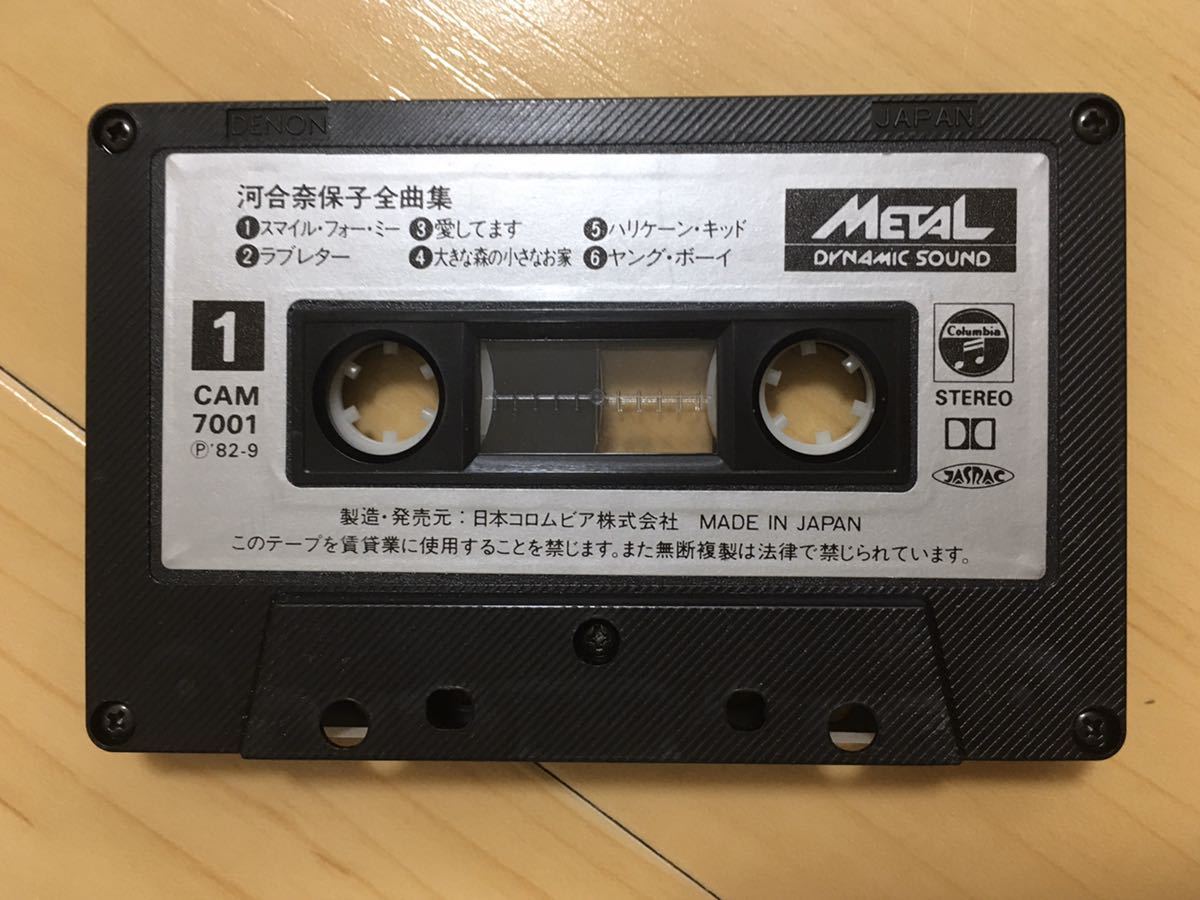 DENON
JAPAN
河合奈保子全曲集
❶スマイル・フォー・ミー ❸愛してます ❺ハリケーン・キッド
❷ラブレター ❹大きな森の小さなお家 ❻ヤング・ボーイ
METAL
DYNAMIC SOUND
1
CAM
7001
Ⓟ'82-9
Columbia
STEREO
JASRAC
製造・発売元：日本コロムビア株式会社 MADE IN JAPAN
このテープを賃貸業に使用することを禁じます。また無断複製は法律で禁じられています。